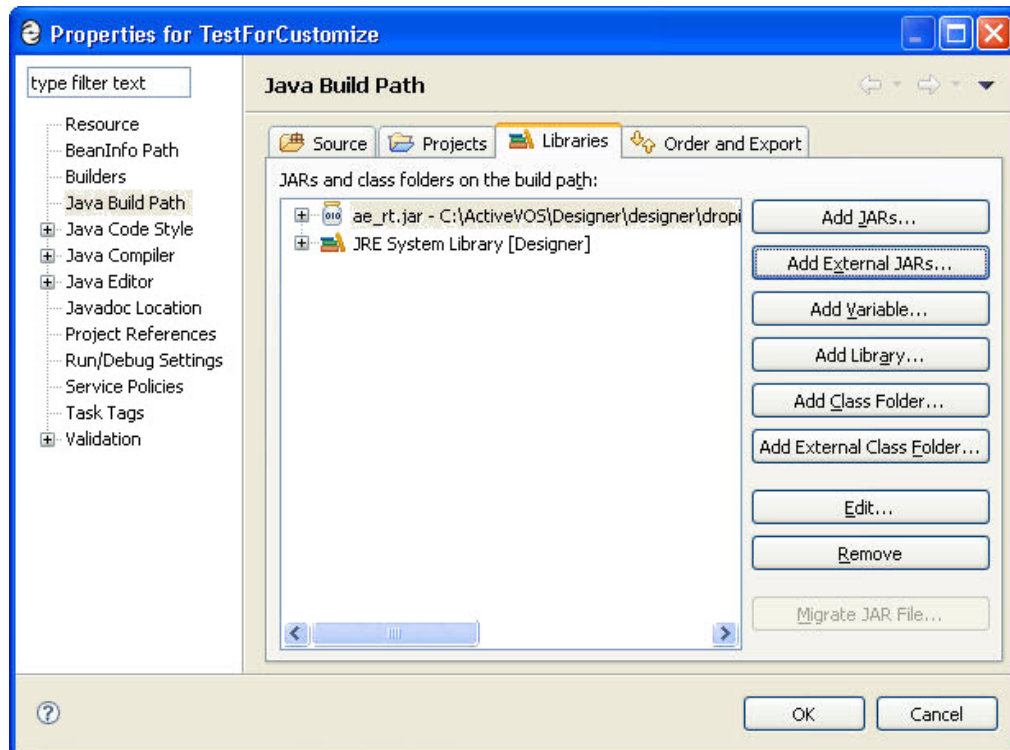 Properties for TestForCustomize
type filter text
Resource
BeanInfo Path
Builders
Java Build Path
Java Code Style
Java Compiler
Java Editor
Javadoc Location
Project References
Run/Debug Settings
Service Policies
Task Tags
Validation
Java Build Path
Source
Projects
Libraries
Order and Export
JARs and class folders on the build path:
010
ae_rt.jar - C:\ActiveVOS\Designer\designer\dropi
JRE System Library [Designer]
Add JARs...
Add External JARs...
Add Variable...
Add Library...
Add Class Folder...
Add External Class Folder...
Edit...
Remove
Migrate JAR File...
?
OK
Cancel